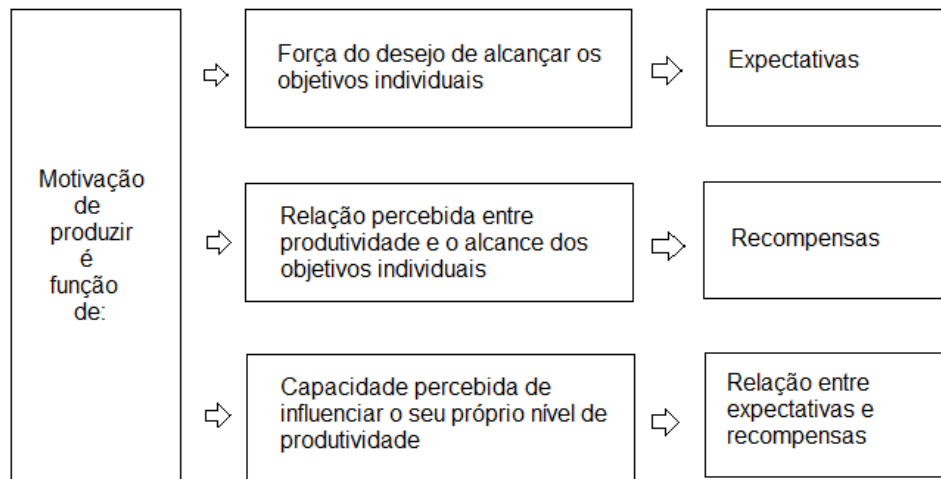 Motivação
de
produzir
é
função
de:
Força do desejo de alcançar os
objetivos individuais
Expectativas
Relação percebida entre
produtividade e o alcance dos
objetivos individuais
Recompensas
Capacidade percebida de
influenciar o seu próprio nível de
produtividade
Relação entre
expectativas e
recompensas